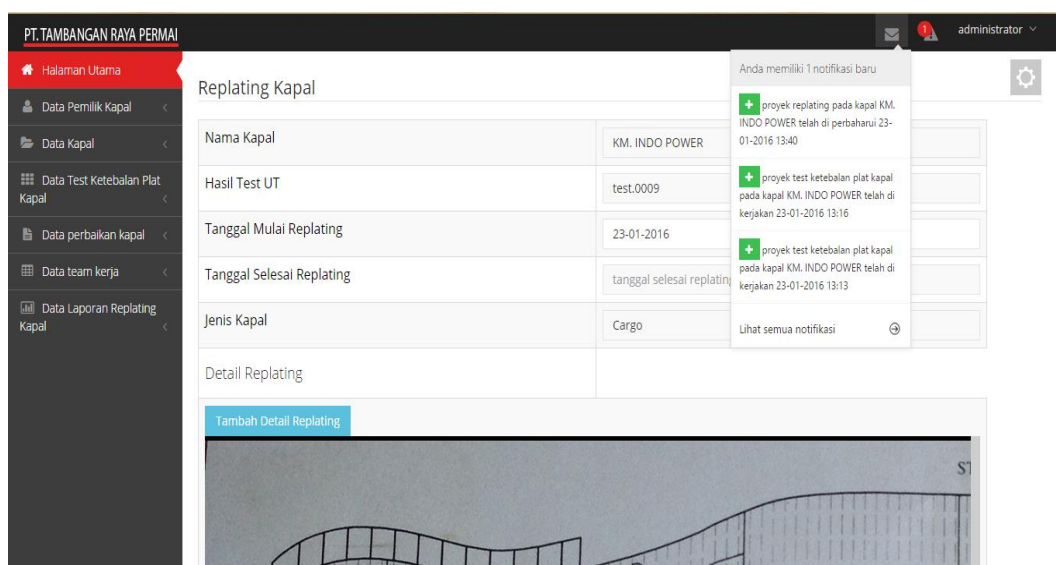 PT. TAMBANGAN RAYA PERMAI
1
administrator
Halaman Utama
Data Pemilik Kapal
Data Kapal
Data Test Ketebalan Plat
Kapal
Data perbaikan kapal
Data team kerja
Data Laporan Replating
Kapal
Replating Kapal
Nama Kapal
KM. INDO POWER
Hasil Test UT
test.0009
Tanggal Mulai Replating
23-01-2016
Tanggal Selesai Replating
tanggal selesai replating
Jenis Kapal
Cargo
Detail Replating
Tambah Detail Replating
Anda memiliki 1 notifikasi baru
proyek replating pada kapal KM.
INDO POWER telah di perbaharui 23-
01-2016 13:40
proyek test ketebalan plat kapal
pada kapal KM. INDO POWER telah di
kerjakan 23-01-2016 13:16
proyek test ketebalan plat kapal
pada kapal KM. INDO POWER telah di
kerjakan 23-01-2016 13:13
Lihat semua notifikasi